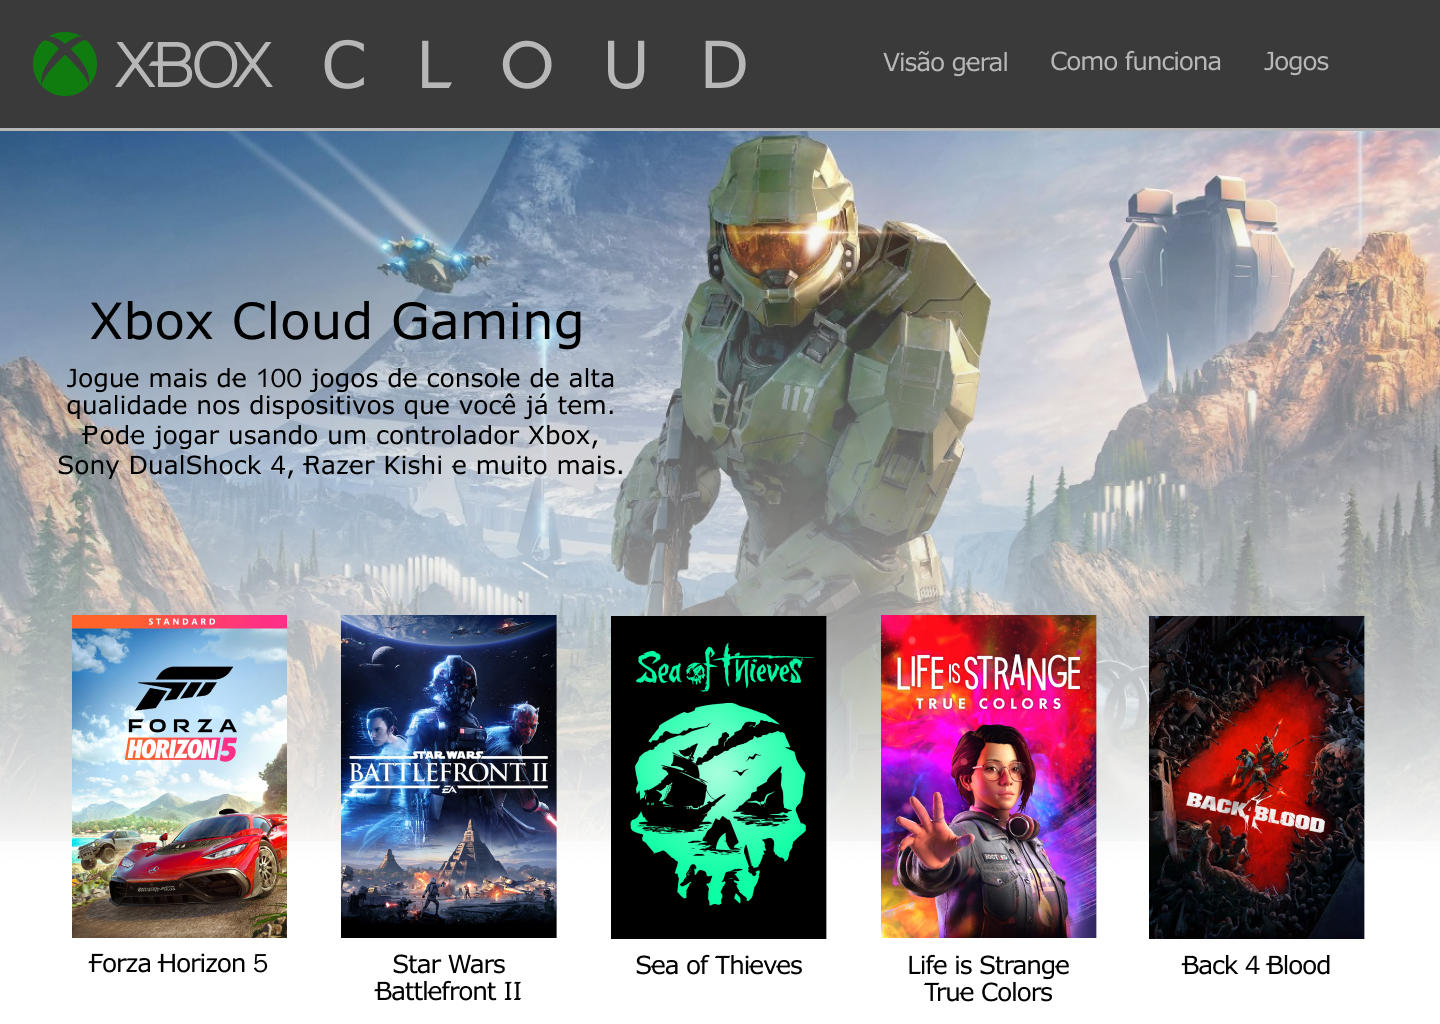 XBOX CLOUD
Visão geral
Como funciona
Jogos
117
Xbox Cloud Gaming
Jogue mais de 100 jogos de console de alta
qualidade nos dispositivos que você já tem.
Pode jogar usando um controlador Xbox,
Sony DualShock 4, Razer Kishi e muito mais.
STANDARD
FORZA
HORIZON 5
STAR WARS
BATTLEFRONT II
EA
Sea of Thieves
LIFE IS STRANGE
TRUE COLORS
BACK 4 BLOOD
Forza Horizon 5
Star Wars
Battlefront II
Sea of Thieves
Life is Strange
True Colors
Back 4 Blood